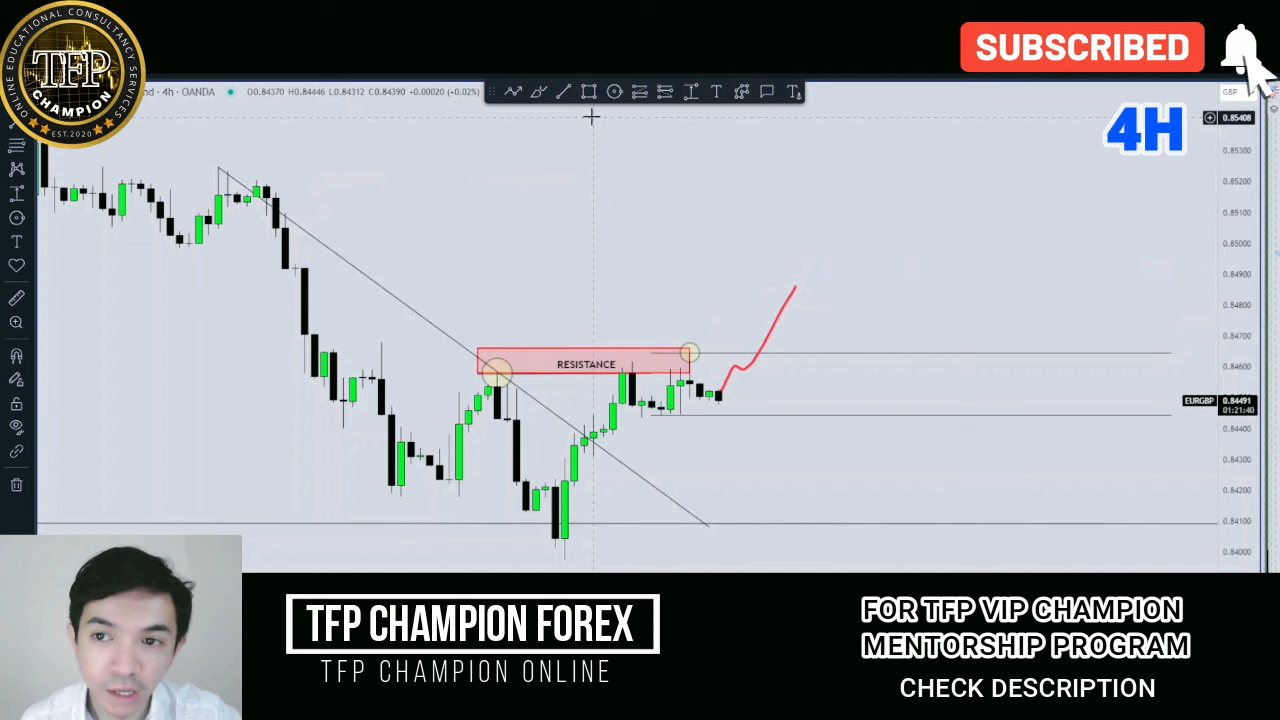 ONLINE EDUCATIONAL CONSULTANCY SERVICES
TFP
CHAMPION
EST.2020
nd · 4h · OANDA
O0.84370 H0.84446 L0.84312 C0.84390 +0.00020 (+0.02%)
SUBSCRIBED
GBP
4H
0.85408
0.85300
0.85200
0.85100
0.85000
0.84900
0.84800
0.84700
0.84600
EURGBP
0.84491
01:21:40
0.84400
0.84300
0.84200
0.84100
0.84000
RESISTANCE
TFP CHAMPION FOREX
TFP CHAMPION ONLINE
FOR TFP VIP CHAMPION
MENTORSHIP PROGRAM
CHECK DESCRIPTION